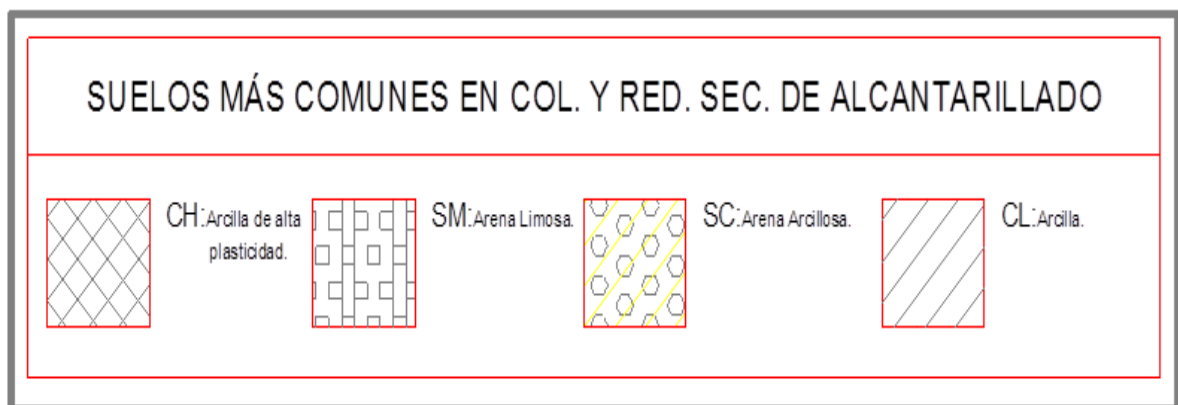 SUELOS MÁS COMUNES EN COL. Y RED. SEC. DE ALCANTARILLADO
CH:Arcilla de alta
plasticidad.
SM:Arena Limosa.
SC:Arena Arcillosa.
CL:Arcilla.